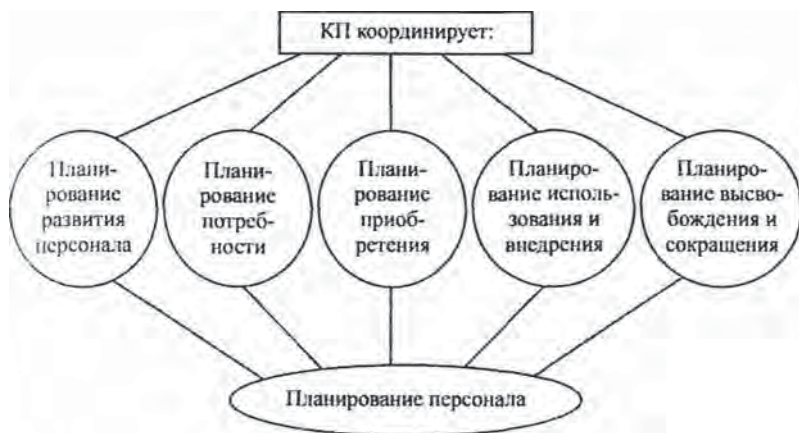 КП координирует:
Плани-
рование
развития
персонала
Плани-
рование
потреб-
ности
Плани-
рование
приоб-
ретения
Планиро-
вание исполь-
зования и
внедрения
Планиро-
вание высво-
бождения и
сокращения
Планирование персонала